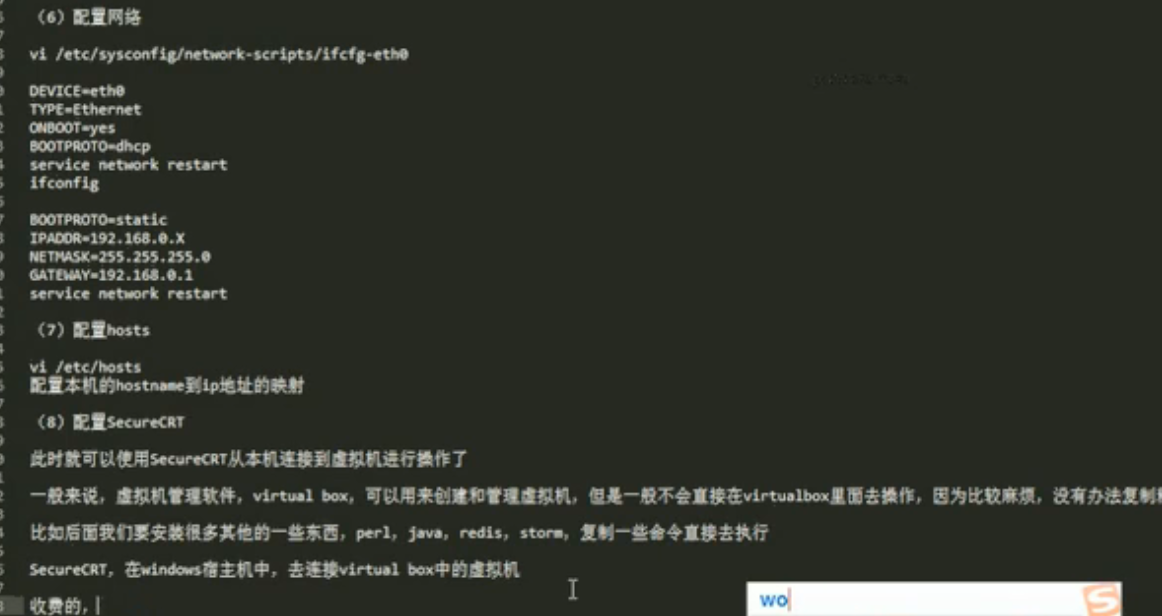 （6）配置网络
vi /etc/sysconfig/network-scripts/ifcfg-eth0
DEVICE=eth0
TYPE=Ethernet
ONBOOT=yes
BOOTPROTO=dhcp
service network restart
ifconfig
BOOTPROTO=static
IPADDR=192.168.0.X
NETMASK=255.255.255.0
GATEWAY=192.168.0.1
service network restart
（7）配置hosts
vi /etc/hosts
配置本机的hostname到ip地址的映射
（8）配置SecureCRT
此时就可以使用SecureCRT从本机连接到虚拟机进行操作了
一般来说，虚拟机管理软件，virtual box，可以用来创建和管理虚拟机，但是一般不会直接在virtualbox里面去操作，因为比较麻烦，没有办法复制
比如后面我们要安装很多其他的一些东西，perl，java，redis，storm，复制一些命令直接去执行
SecureCRT，在windows宿主机中，去连接virtual box中的虚拟机
收费的，
wo